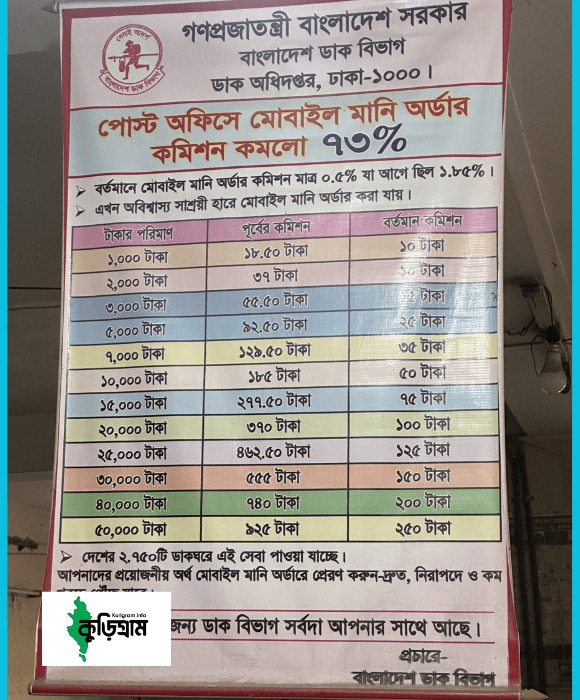 গণপ্রজাতন্ত্রী বাংলাদেশ সরকার
বাংলাদেশ ডাক বিভাগ
ডাক অধিদপ্তর, ঢাকা-১০০০।
সেবাই আদর্শ
বাংলাদেশ ডাক বিভাগ
পোস্ট অফিসে মোবাইল মানি অর্ডার
কমিশন কমলো ৭৩%
➢ বর্তমানে মোবাইল মানি অর্ডার কমিশন মাত্র ০.৫% যা আগে ছিল ১.৮৫%।
➢ এখন অবিশ্বাস্য সাশ্রয়ী হারে মোবাইল মানি অর্ডার করা যায়।
টাকার পরিমাণ পূর্বের কমিশন বর্তমান কমিশন
১,০০০ টাকা ১৮.৫০ টাকা ১০ টাকা
২,০০০ টাকা ৩৭ টাকা ১০ টাকা
৩,০০০ টাকা ৫৫.৫০ টাকা টাকা
৫,০০০ টাকা ৯২.৫০ টাকা ২৫ টাকা
৭,০০০ টাকা ১২৯.৫০ টাকা ৩৫ টাকা
১০,০০০ টাকা ১৮৫ টাকা ৫০ টাকা
১৫,০০০ টাকা ২৭৭.৫০ টাকা ৭৫ টাকা
২০,০০০ টাকা ৩৭০ টাকা ১০০ টাকা
২৫,০০০ টাকা ৪৬২.৫০ টাকা ১২৫ টাকা
৩০,০০০ টাকা ৫৫৫ টাকা ১৫০ টাকা
৪০,০০০ টাকা ৭৪০ টাকা ২০০ টাকা
৫০,০০০ টাকা ৯২৫ টাকা ২৫০ টাকা
➢ দেশের ২,৭৫০টি ডাকঘরে এই সেবা পাওয়া যাচ্ছে।
আপনাদের প্রয়োজনীয় অর্থ মোবাইল মানি অর্ডারে প্রেরণ করুন-দ্রুত, নিরাপদে ও কম
জন্য ডাক বিভাগ সর্বদা আপনার সাথে আছে।
প্রচারে-
বাংলাদেশ ডাক বিভাগ
Kurigram info
কুড়িগ্রাম